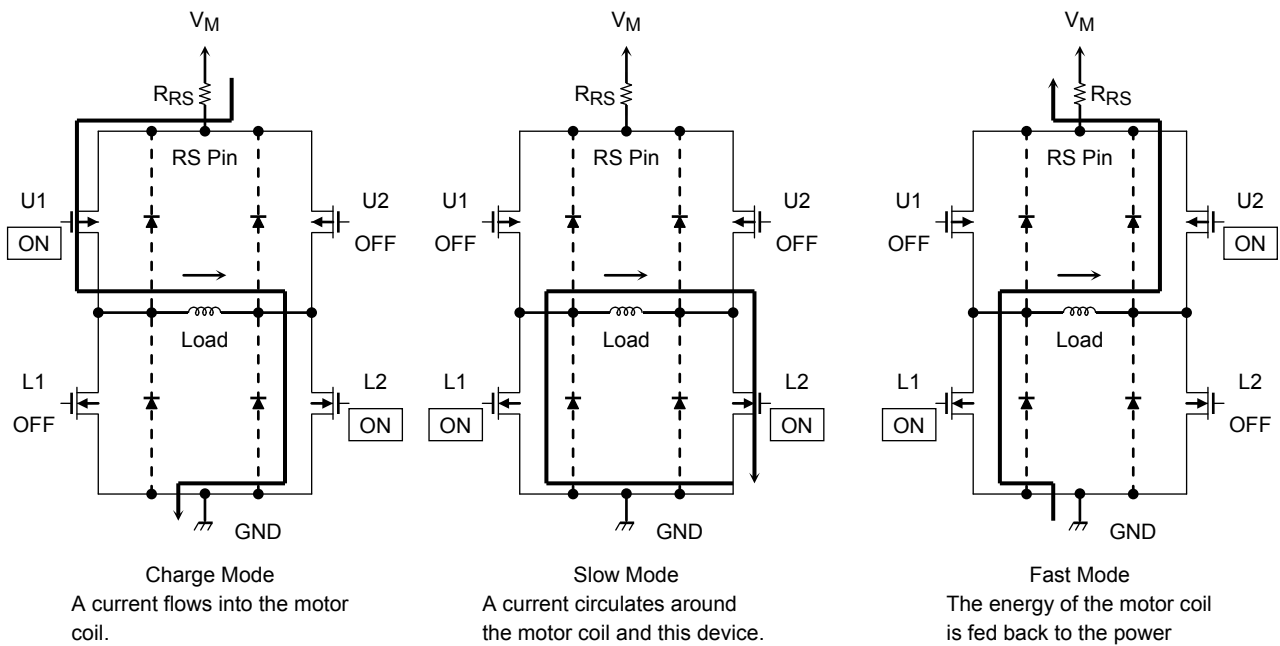 VM
RRS
RS Pin
U1
ON
U2
OFF
Load
L1
OFF
L2
ON
GND
Charge Mode
A current flows into the motor
coil.
VM
RRS
RS Pin
U1
OFF
U2
OFF
Load
L1
ON
L2
ON
GND
Slow Mode
A current circulates around
the motor coil and this device.
VM
RRS
RS Pin
U1
OFF
U2
ON
Load
L1
ON
L2
OFF
GND
Fast Mode
The energy of the motor coil
is fed back to the power